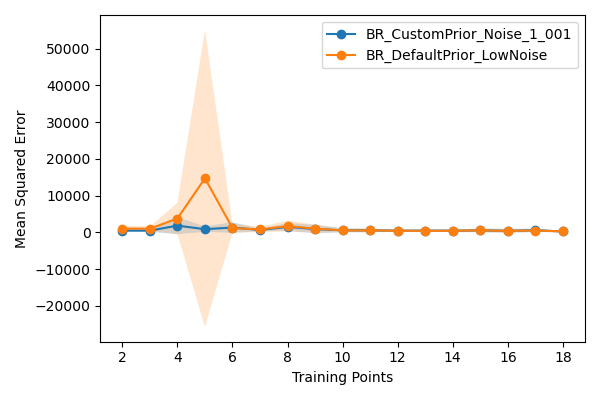 BR_CustomPrior_Noise_1_001
BR_DefaultPrior_LowNoise
Mean Squared Error
50000
40000
30000
20000
10000
0
−10000
−20000
2 4 6 8 10 12 14 16 18
Training Points